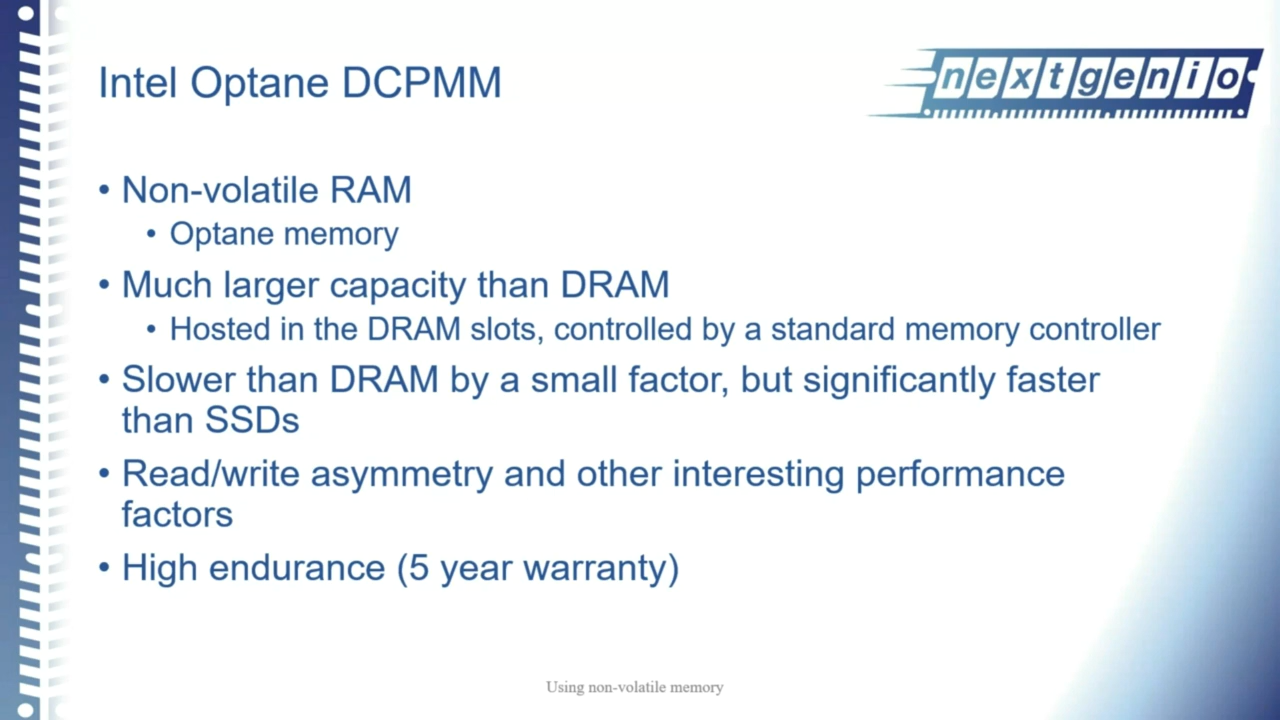 Intel Optane DCPMM
nextgenio
• Non-volatile RAM
• Optane memory
• Much larger capacity than DRAM
• Hosted in the DRAM slots, controlled by a standard memory controller
• Slower than DRAM by a small factor, but significantly faster
than SSDs
• Read/write asymmetry and other interesting performance
factors
• High endurance (5 year warranty)
Using non-volatile memory